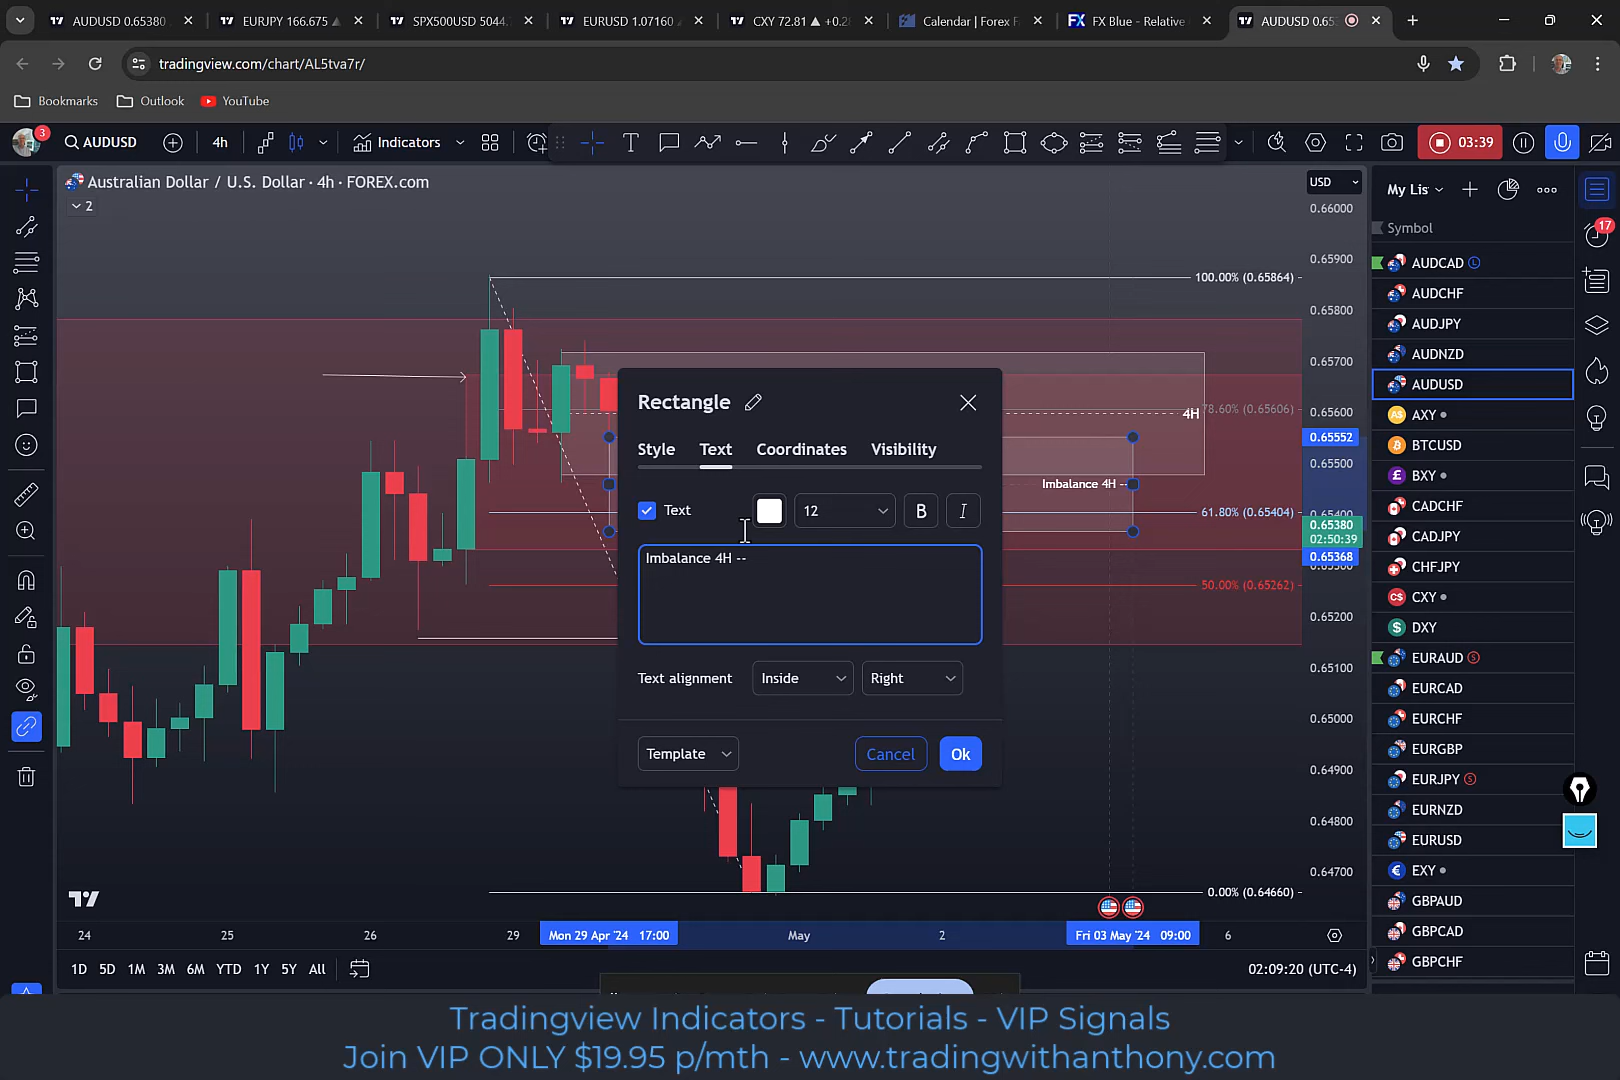 AUDUSD 0.65380
EURJPY 166.675
SPX500USD 5044.
EURUSD 1.07160
CXY 72.81 ▲ +0.2
Calendar | Forex F
FX Blue - Relative
AUDUSD 0.65
tradingview.com/chart/AL5tva7r/
Bookmarks
Outlook
YouTube
3
AUDUSD
4h
Indicators
03:39
Australian Dollar / U.S. Dollar · 4h · FOREX.com
2
USD
0.66000
0.65900
0.65800
0.65700
0.65600
0.65552
0.65500
0.65400
0.65380
02:50:39
0.65368
0.65300
0.65200
0.65100
0.65000
0.64900
0.64800
0.64700
100.00% (0.65864)
4H
78.60% (0.65606)
Imbalance 4H --
61.80% (0.65404)
50.00% (0.65262)
0.00% (0.64660)
Rectangle
Style
Text
Coordinates
Visibility
Text
12
B
I
Imbalance 4H --
Text alignment
Inside
Right
Template
Cancel
Ok
24
25
26
29
Mon 29 Apr '24 17:00
May
2
Fri 03 May '24 09:00
6
1D 5D 1M 3M 6M YTD 1Y 5Y All
02:09:20 (UTC-4)
My Lis
17
Symbol
AUDCAD
L
AUDCHF
AUDJPY
AUDNZD
AUDUSD
AXY
BTCUSD
BXY
CADCHF
CADJPY
CHFJPY
CXY
DXY
EURAUD
S
EURCAD
EURCHF
EURGBP
EURJPY
S
EURNZD
EURUSD
EXY
GBPAUD
GBPCAD
GBPCHF
Tradingview Indicators - Tutorials - VIP Signals
Join VIP ONLY $19.95 p/mth - www.tradingwithanthony.com